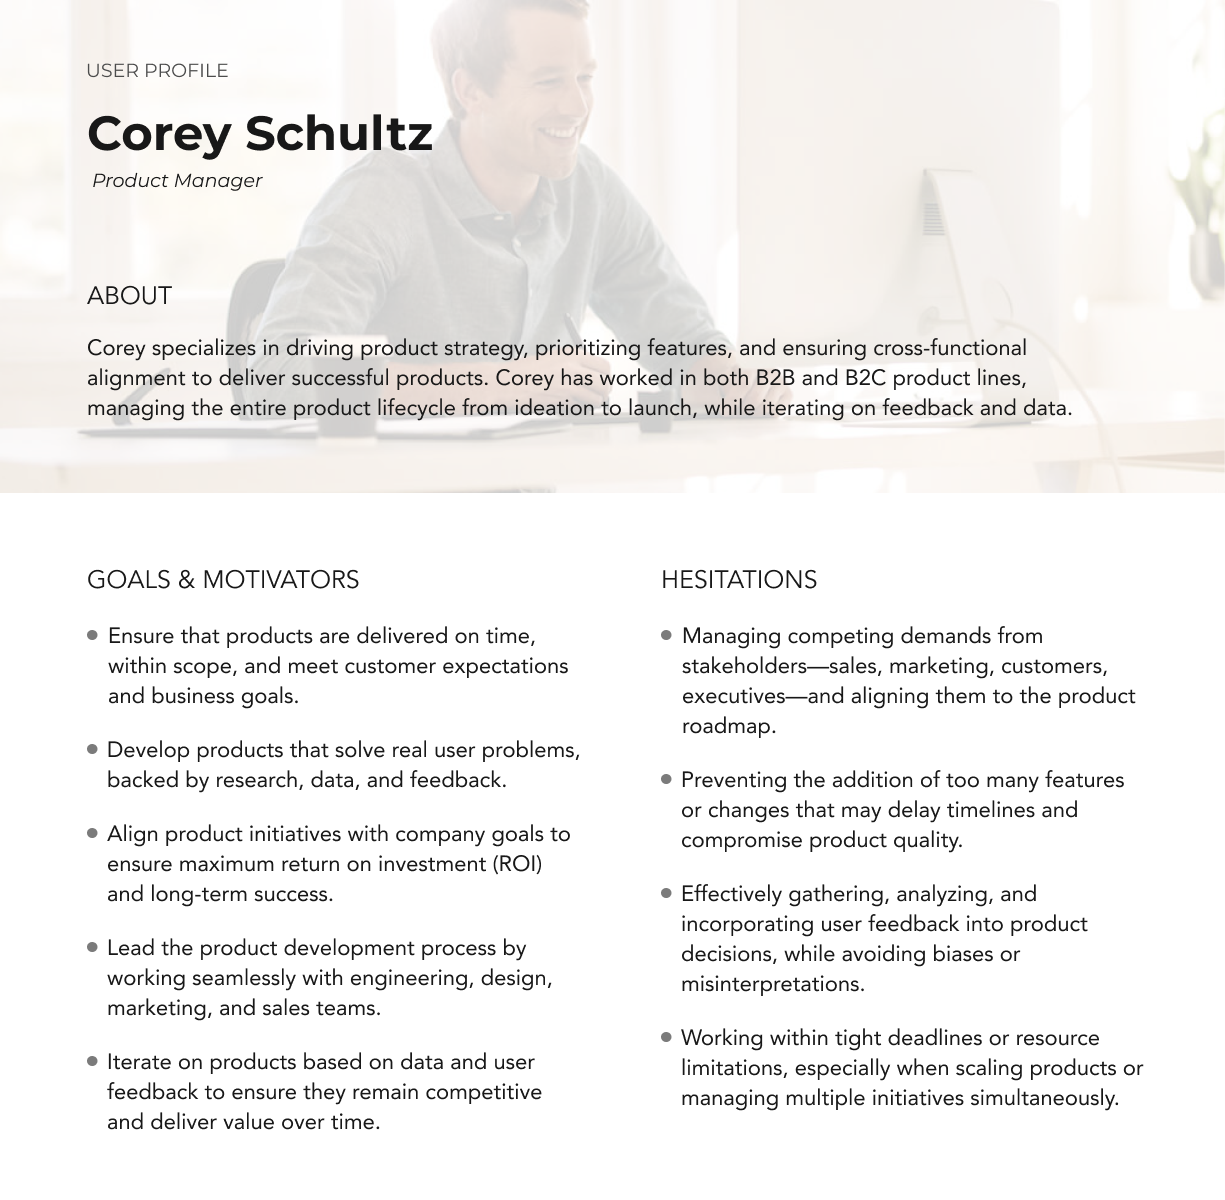 USER PROFILE
Corey Schultz
Product Manager
ABOUT
Corey specializes in driving product strategy, prioritizing features, and ensuring cross-functional
alignment to deliver successful products. Corey has worked in both B2B and B2C product lines,
managing the entire product lifecycle from ideation to launch, while iterating on feedback and data.
GOALS & MOTIVATORS
Ensure that products are delivered on time,
within scope, and meet customer expectations
and business goals.
Develop products that solve real user problems,
backed by research, data, and feedback.
Align product initiatives with company goals to
ensure maximum return on investment (ROI)
and long-term success.
Lead the product development process by
working seamlessly with engineering, design,
marketing, and sales teams.
Iterate on products based on data and user
feedback to ensure they remain competitive
and deliver value over time.
HESITATIONS
Managing competing demands from
stakeholders—sales, marketing, customers,
executives—and aligning them to the product
roadmap.
Preventing the addition of too many features
or changes that may delay timelines and
compromise product quality.
Effectively gathering, analyzing, and
incorporating user feedback into product
decisions, while avoiding biases or
misinterpretations.
Working within tight deadlines or resource
limitations, especially when scaling products or
managing multiple initiatives simultaneously.